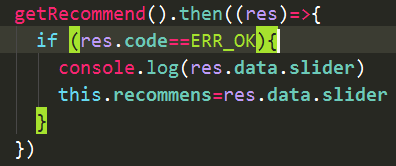 getRecommend().then((res)=>{
if (res.code==ERR_OK){
console.log(res.data.slider)
this.recommens=res.data.slider
}
})